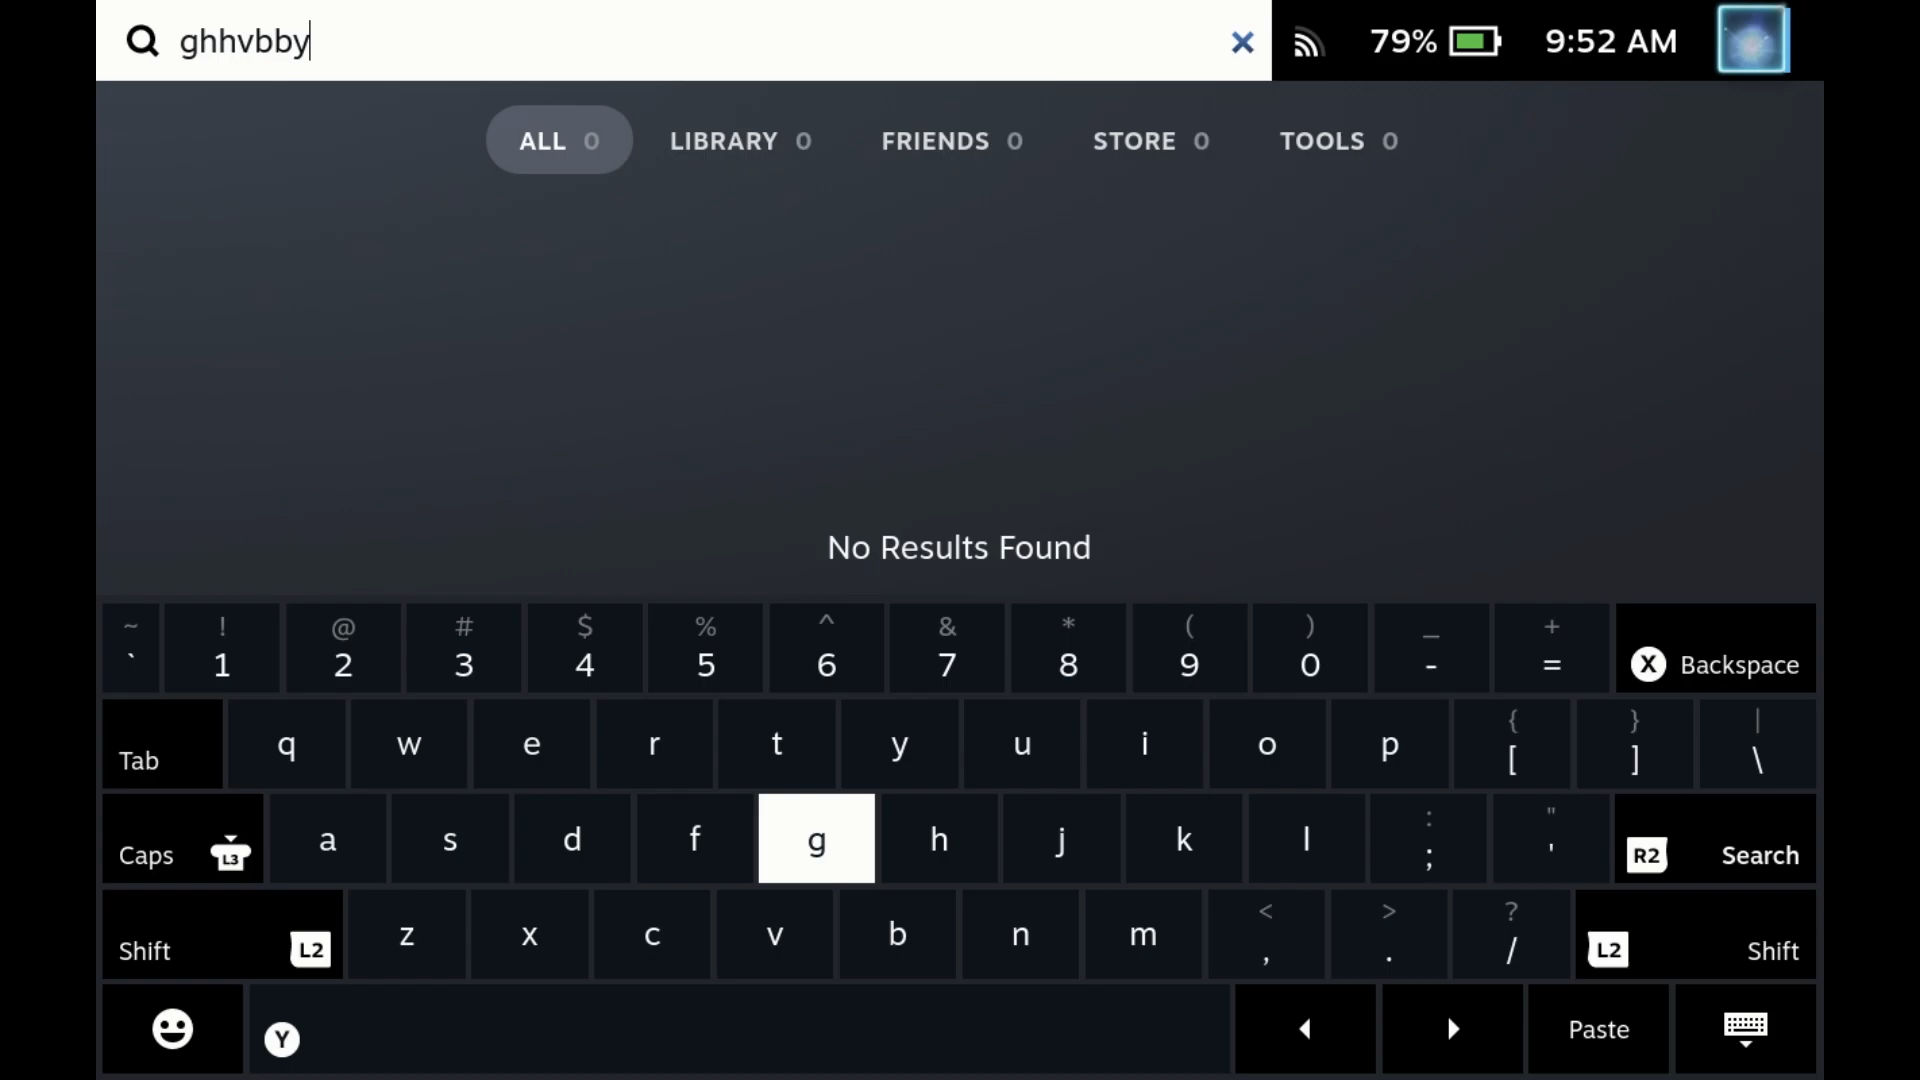 ghhvbby
79% 9:52 AM
ALL 0 LIBRARY 0 FRIENDS 0 STORE 0 TOOLS 0
No Results Found
~ ! @ # $ % ^ & * ( ) _ +
` 1 2 3 4 5 6 7 8 9 0 - = X Backspace
Tab q w e r t y u i o p { [ } ] | \
Caps L3 a s d f g h j k l : ; " ' R2 Search
Shift L2 z x c v b n m < , > . ? / L2 Shift
Y Paste